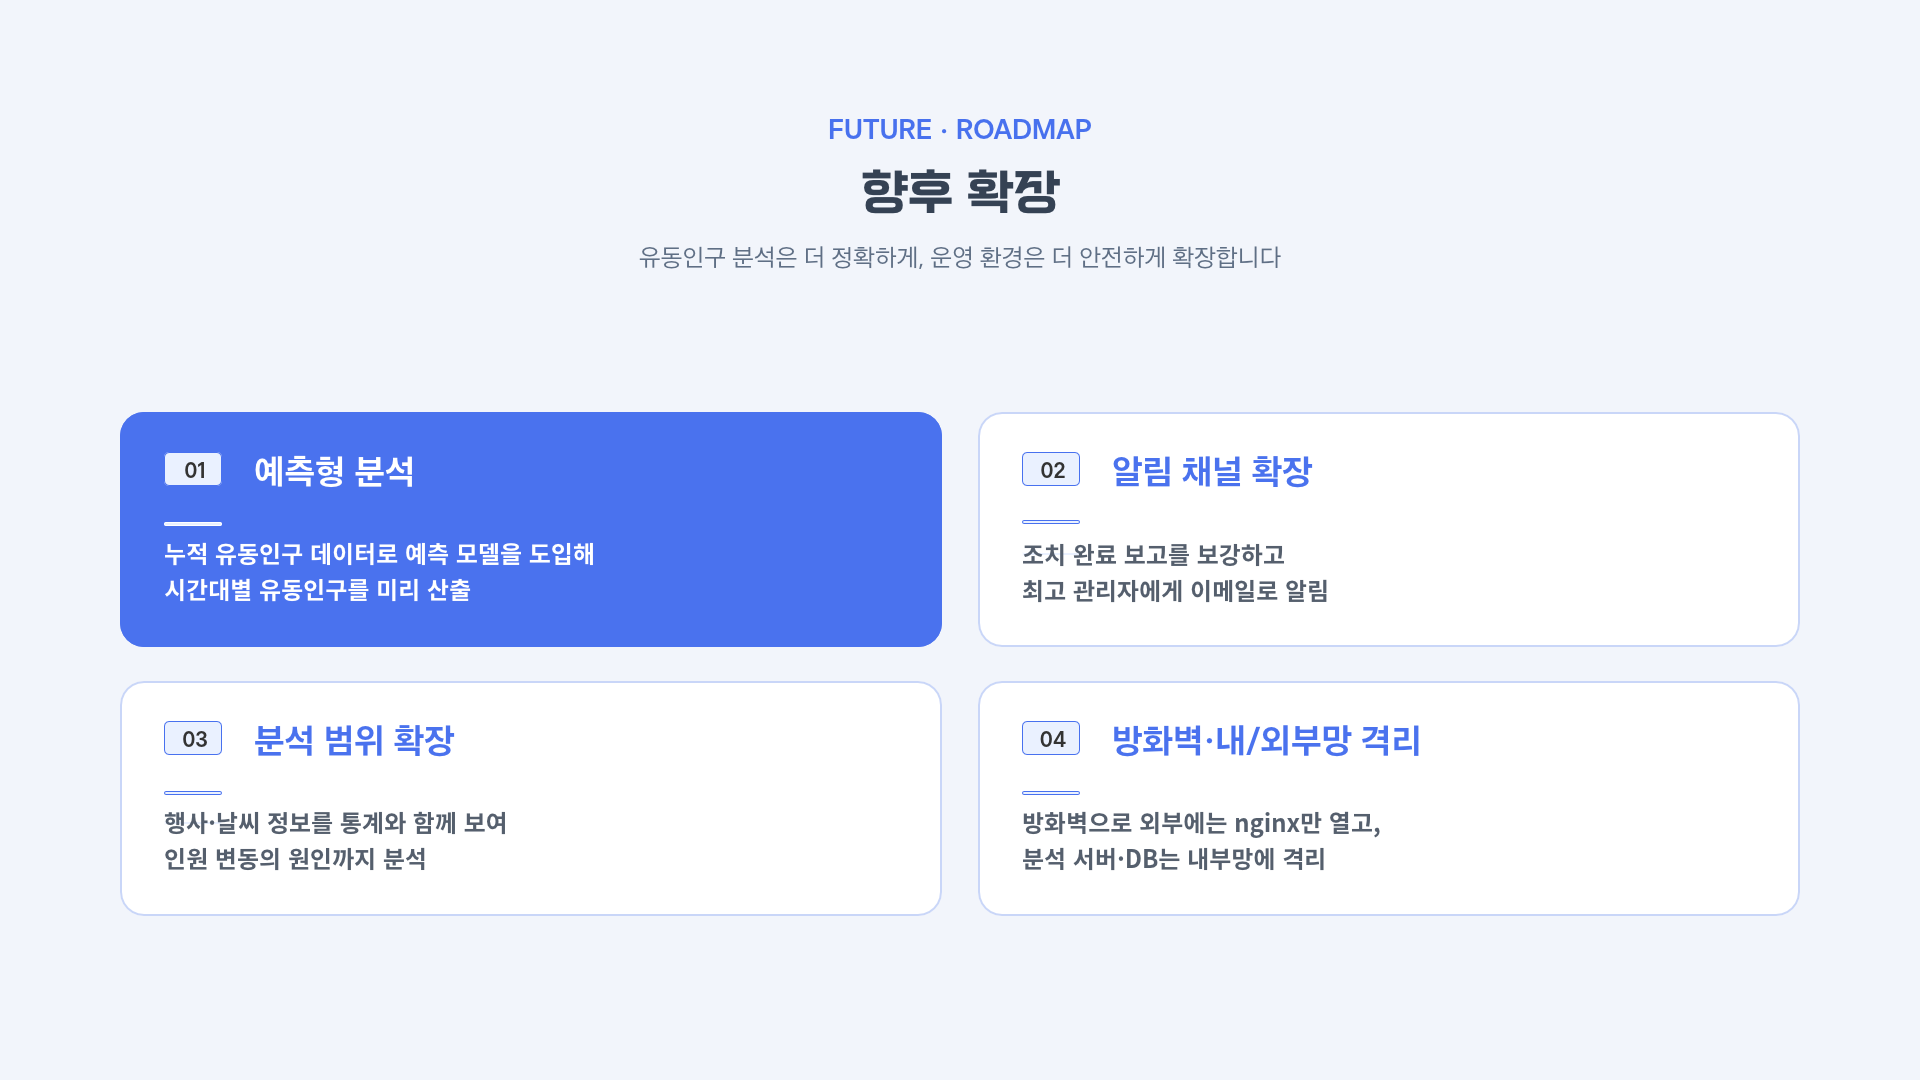 FUTURE · ROADMAP
향후 확장
유동인구 분석은 더 정확하게, 운영 환경은 더 안전하게 확장합니다
01 예측형 분석
누적 유동인구 데이터로 예측 모델을 도입해
시간대별 유동인구를 미리 산출
02 알림 채널 확장
조치 완료 보고를 보강하고
최고 관리자에게 이메일로 알림
03 분석 범위 확장
행사·날씨 정보를 통계와 함께 보여
인원 변동의 원인까지 분석
04 방화벽·내/외부망 격리
방화벽으로 외부에는 nginx만 열고,
분석 서버·DB는 내부망에 격리